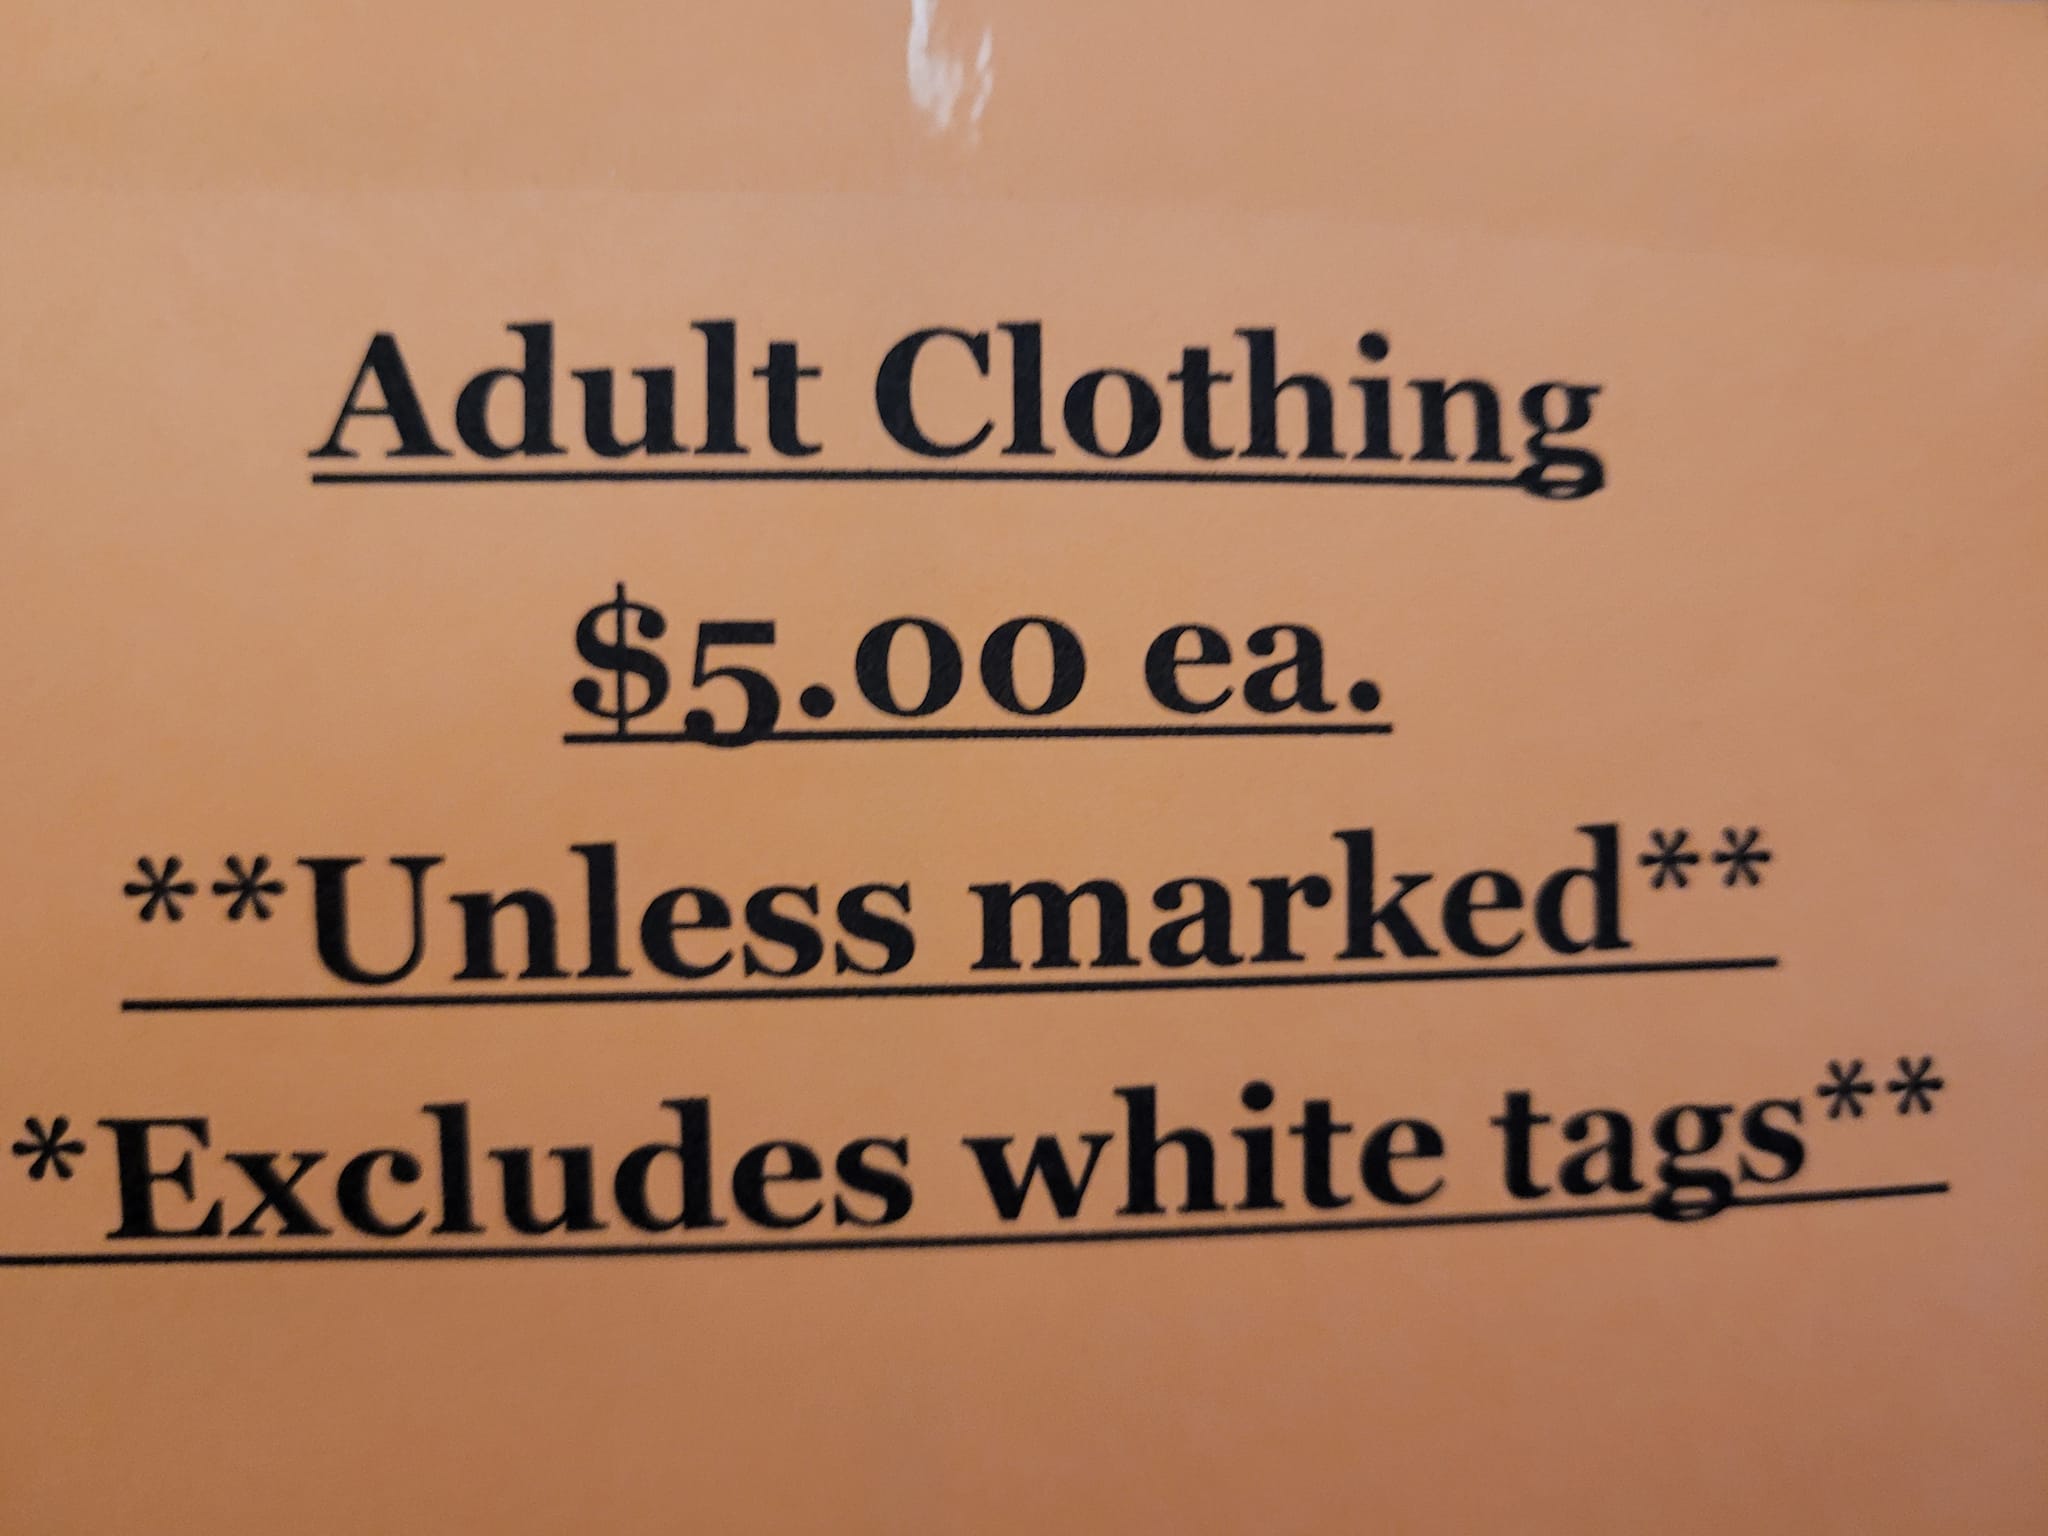 Adult Clothing
$5.00 ea.
**Unless marked**
*Excludes white tags**